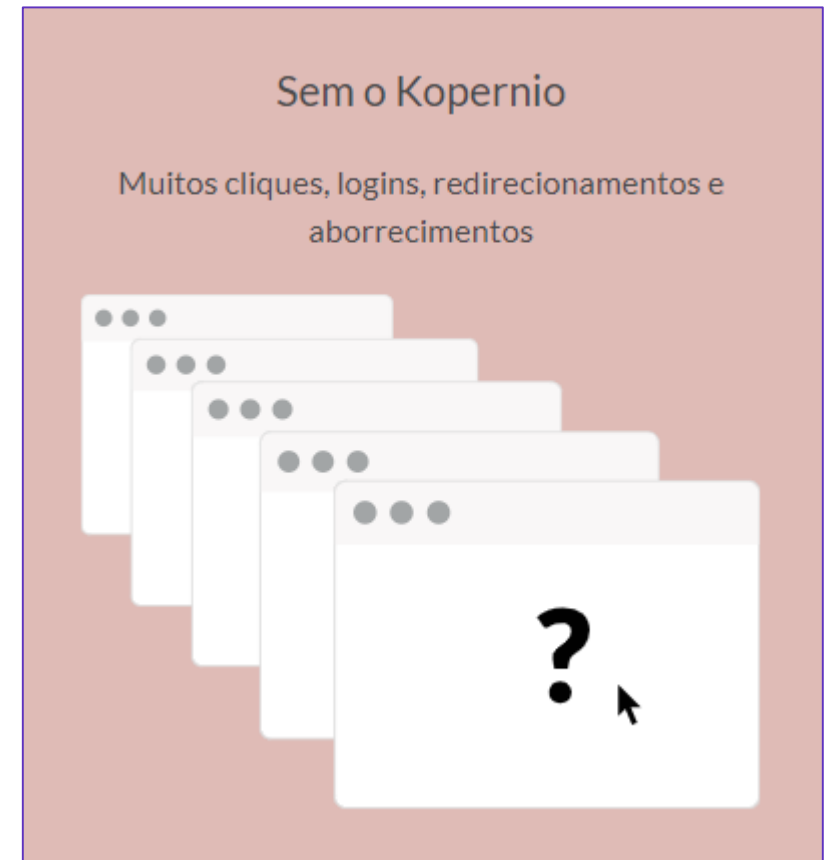 Sem o Kopernio
Muitos cliques, logins, redirecionamentos e
aborrecimentos
?